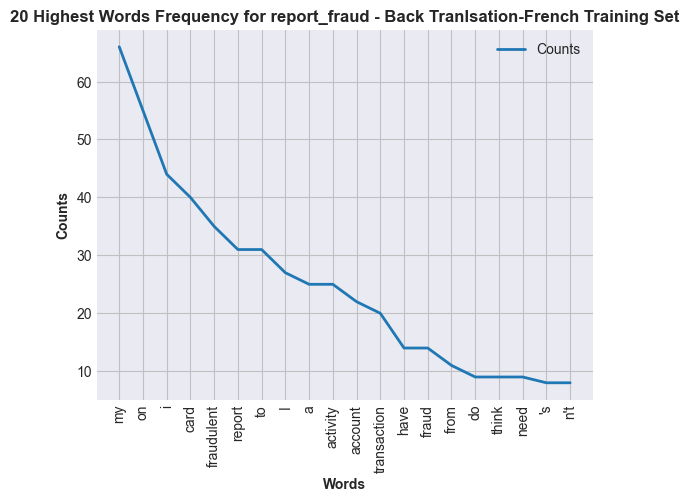 20 Highest Words Frequency for report_fraud - Back Tranlsation-French Training Set
Counts
Counts
60
50
40
30
20
10
my
on
i
card
fraudulent
report
to
I
a
activity
account
transaction
have
fraud
from
do
think
need
's
n't
Words